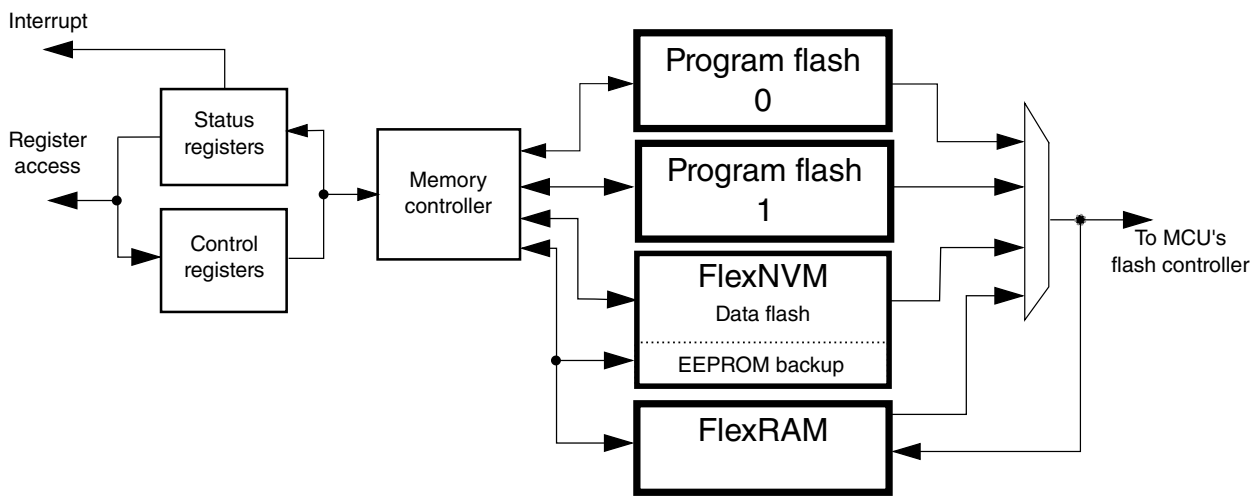 Interrupt
Register
access
Status
registers
Control
registers
Memory
controller
Program flash
0
Program flash
1
FlexNVM
Data flash
EEPROM backup
FlexRAM
To MCU's
flash controller